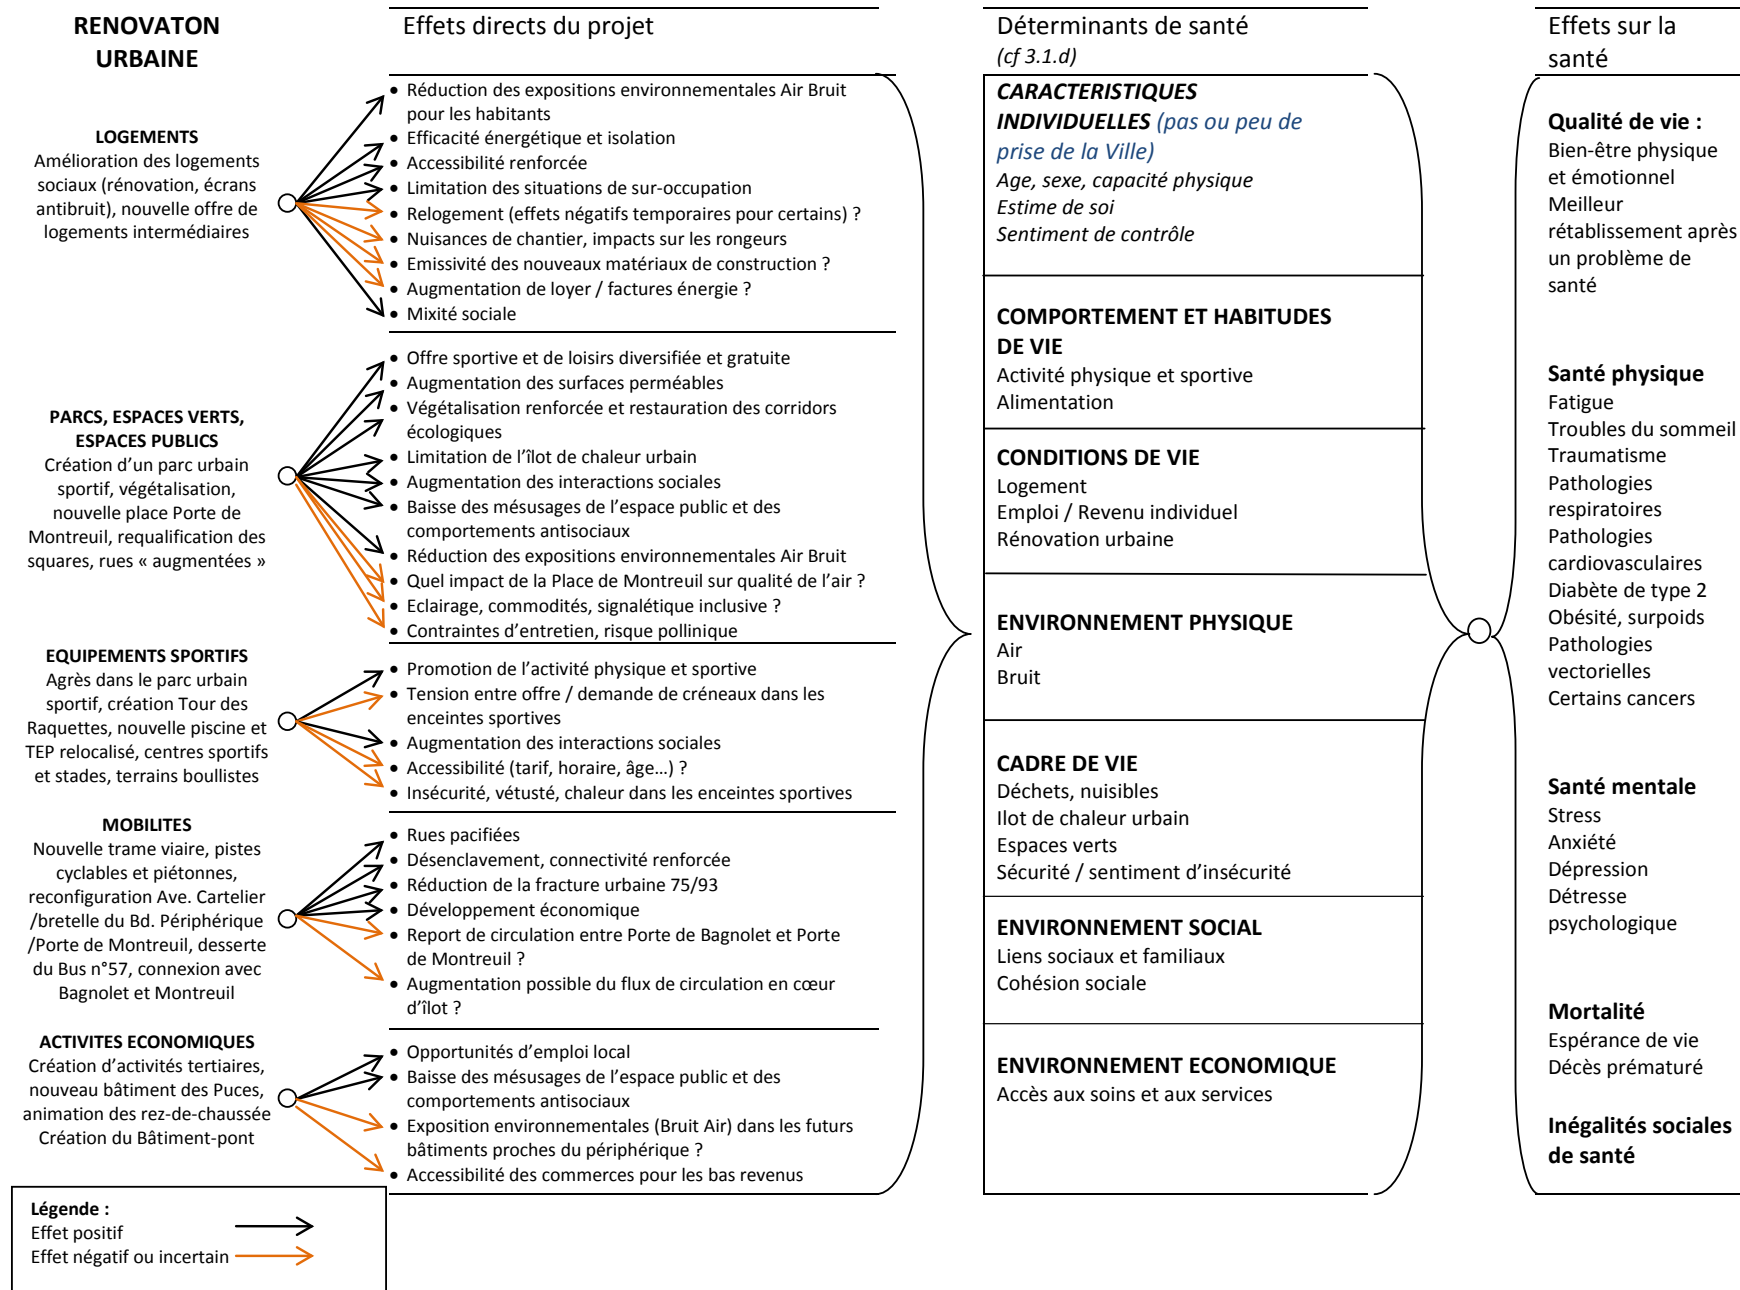 RENOVATON
URBAINE
LOGEMENTS
Amélioration des logements
sociaux (rénovation, écrans
antibruit), nouvelle offre de
logements intermédiaires
PARCS, ESPACES VERTS,
ESPACES PUBLICS
Création d’un parc urbain
sportif, végétalisation,
nouvelle place Porte de
Montreuil, requalification des
squares, rues « augmentées »
EQUIPEMENTS SPORTIFS
Agrès dans le parc urbain
sportif, création Tour des
Raquettes, nouvelle piscine et
TEP relocalisé, centres sportifs
et stades, terrains boullistes
MOBILITES
Nouvelle trame viaire, pistes
cyclables et piétonnes,
reconfiguration Ave. Cartelier
/bretelle du Bd. Périphérique
/Porte de Montreuil, desserte
du Bus n°57, connexion avec
Bagnolet et Montreuil
ACTIVITES ECONOMIQUES
Création d’activités tertiaires,
nouveau bâtiment des Puces,
animation des rez-de-chaussée
Création du Bâtiment-pont
Légende :
Effet positif
Effet négatif ou incertain
Effets directs du projet
• Réduction des expositions environnementales Air Bruit
pour les habitants
• Efficacité énergétique et isolation
• Accessibilité renforcée
• Limitation des situations de sur-occupation
• Relogement (effets négatifs temporaires pour certains) ?
• Nuisances de chantier, impacts sur les rongeurs
• Emissivité des nouveaux matériaux de construction ?
• Augmentation de loyer / factures énergie ?
• Mixité sociale
• Offre sportive et de loisirs diversifiée et gratuite
• Augmentation des surfaces perméables
• Végétalisation renforcée et restauration des corridors
écologiques
• Limitation de l’îlot de chaleur urbain
• Augmentation des interactions sociales
• Baisse des mésusages de l’espace public et des
comportements antisociaux
• Réduction des expositions environnementales Air Bruit
• Quel impact de la Place de Montreuil sur qualité de l’air ?
• Eclairage, commodités, signalétique inclusive ?
• Contraintes d’entretien, risque pollinique
• Promotion de l’activité physique et sportive
• Tension entre offre / demande de créneaux dans les
enceintes sportives
• Augmentation des interactions sociales
• Accessibilité (tarif, horaire, âge…) ?
• Insécurité, vétusté, chaleur dans les enceintes sportives
• Rues pacifiées
• Désenclavement, connectivité renforcée
• Réduction de la fracture urbaine 75/93
• Développement économique
• Report de circulation entre Porte de Bagnolet et Porte
de Montreuil ?
• Augmentation possible du flux de circulation en cœur
d’îlot ?
• Opportunités d’emploi local
• Baisse des mésusages de l’espace public et des
comportements antisociaux
• Exposition environnementales (Bruit Air) dans les futurs
bâtiments proches du périphérique ?
• Accessibilité des commerces pour les bas revenus
Déterminants de santé
(cf 3.1.d)
CARACTERISTIQUES
INDIVIDUELLES (pas ou peu de
prise de la Ville)
Age, sexe, capacité physique
Estime de soi
Sentiment de contrôle
COMPORTEMENT ET HABITUDES
DE VIE
Activité physique et sportive
Alimentation
CONDITIONS DE VIE
Logement
Emploi / Revenu individuel
Rénovation urbaine
ENVIRONNEMENT PHYSIQUE
Air
Bruit
CADRE DE VIE
Déchets, nuisibles
Ilot de chaleur urbain
Espaces verts
Sécurité / sentiment d’insécurité
ENVIRONNEMENT SOCIAL
Liens sociaux et familiaux
Cohésion sociale
ENVIRONNEMENT ECONOMIQUE
Accès aux soins et aux services
Effets sur la
santé
Qualité de vie :
Bien-être physique
et émotionnel
Meilleur
rétablissement après
un problème de
santé
Santé physique
Fatigue
Troubles du sommeil
Traumatisme
Pathologies
respiratoires
Pathologies
cardiovasculaires
Diabète de type 2
Obésité, surpoids
Pathologies
vectorielles
Certains cancers
Santé mentale
Stress
Anxiété
Dépression
Détresse
psychologique
Mortalité
Espérance de vie
Décès prématuré
Inégalités sociales
de santé